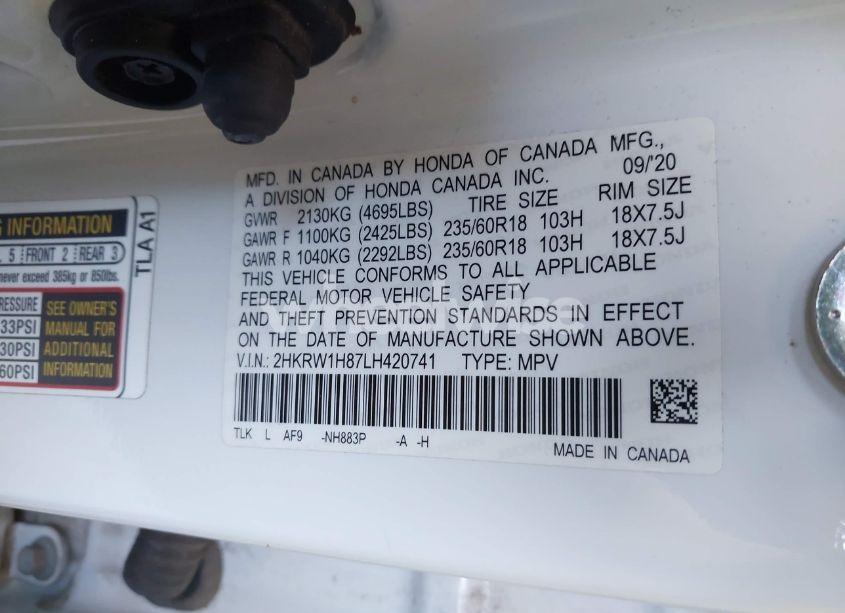 MFD. IN CANADA BY HONDA OF CANADA MFG.,
A DIVISION OF HONDA CANADA INC. 09/'20
TIRE SIZE RIM SIZE
GVWR 2130KG (4695LBS)
GAWR F 1100KG (2425LBS) 235/60R18 103H 18X7.5J
GAWR R 1040KG (2292LBS) 235/60R18 103H 18X7.5J
THIS VEHICLE CONFORMS TO ALL APPLICABLE
FEDERAL MOTOR VEHICLE SAFETY
AND THEFT PREVENTION STANDARDS IN EFFECT
ON THE DATE OF MANUFACTURE SHOWN ABOVE.
V.I.N.: 2HKRW1H87LH420741 TYPE: MPV
TLK L AF9 -NH883P -A -H
MADE IN CANADA
INFORMATION
5 FRONT 2 REAR 3
never exceed 385kg or 850lbs.
PRESSURE
33PSI
30PSI
60PSI
SEE OWNER'S
MANUAL FOR
ADDITIONAL
INFORMATION
TLA A1